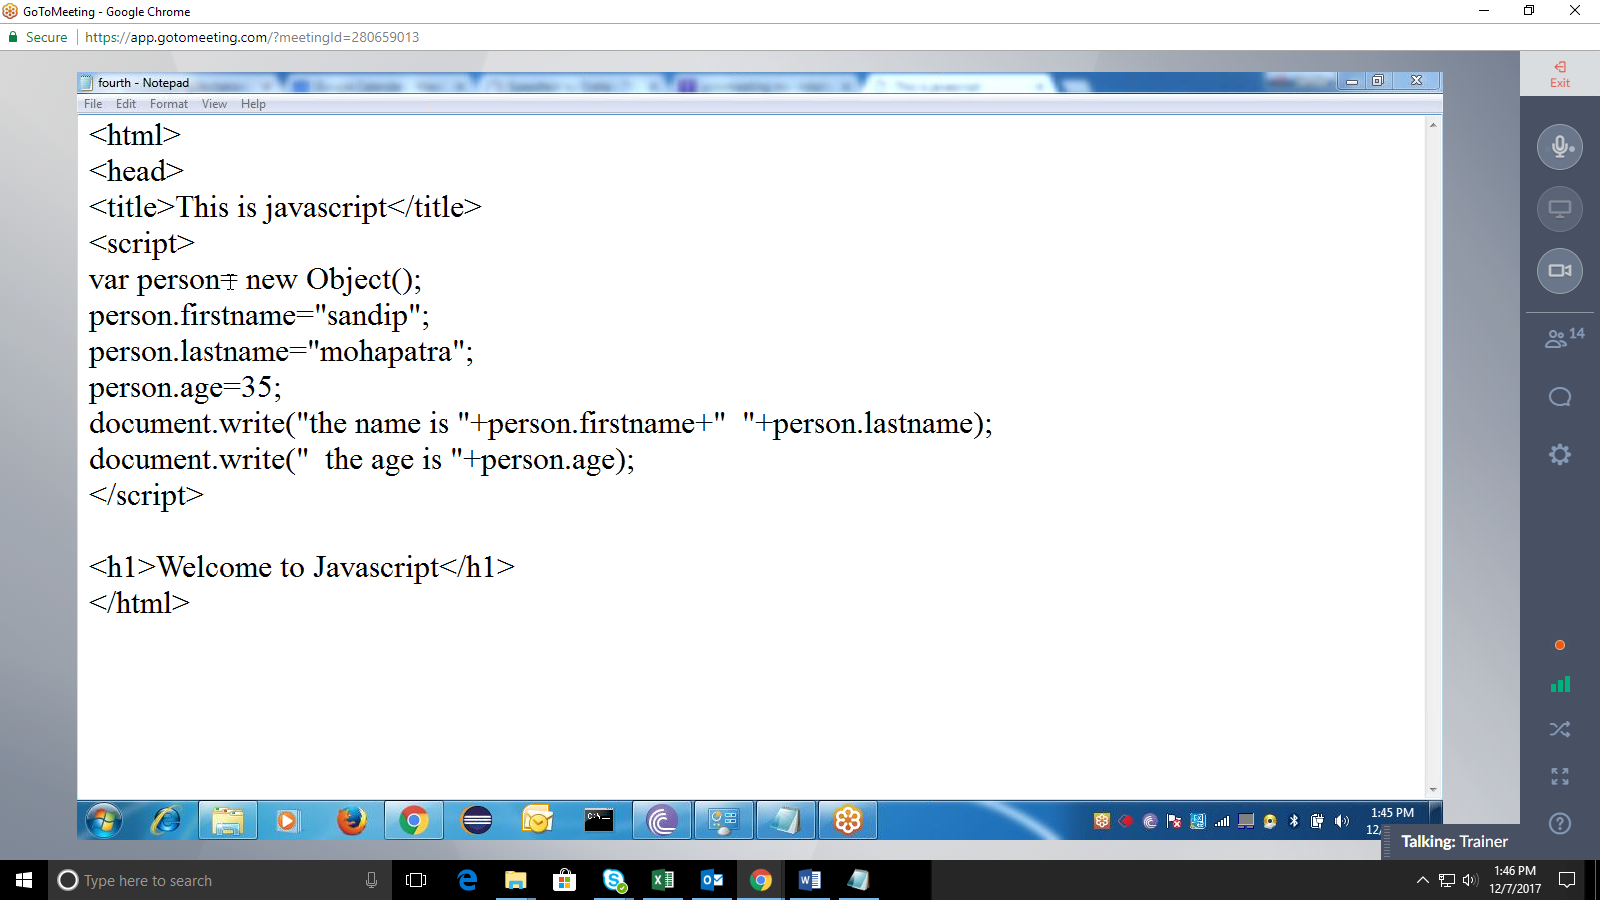 GoToMeeting - Google Chrome
Secure
https://app.gotomeeting.com/?meetingId=280659013
Exit
fourth - Notepad
File Edit Format View Help
<html>
<head>
<title>This is javascript</title>
<script>
var person= new Object();
person.firstname="sandip";
person.lastname="mohapatra";
person.age=35;
document.write("the name is "+person.firstname+"  "+person.lastname);
document.write("  the age is "+person.age);
</script>
<h1>Welcome to Javascript</h1>
</html>
14
1:45 PM
12/
Talking: Trainer
Type here to search
1:46 PM
12/7/2017